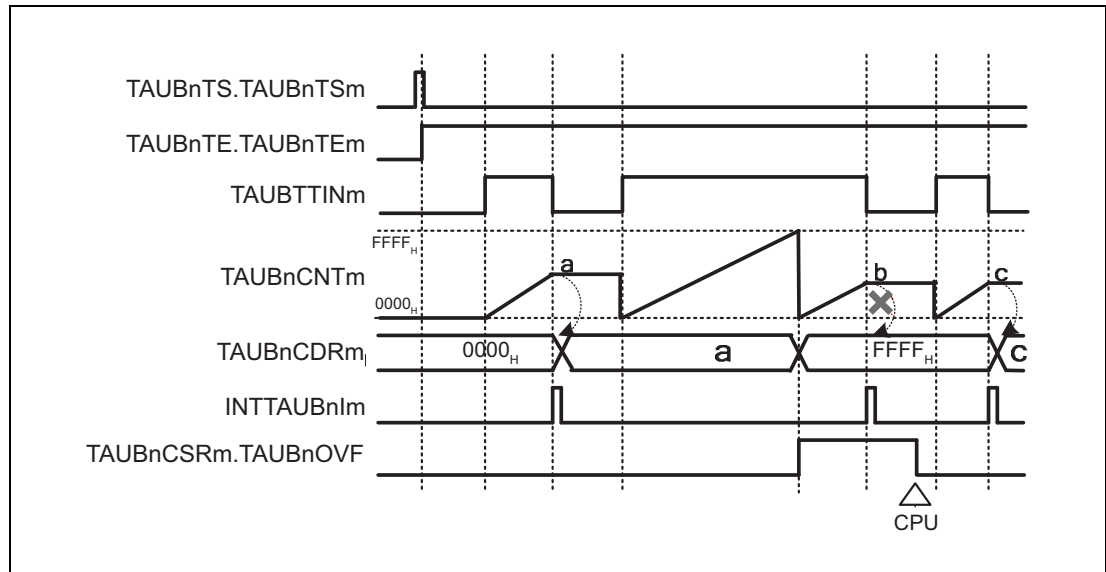 TAUBnTS.TAUBnTSm
TAUBnTE.TAUBnTEm
TAUBTTINm
FFFFH
TAUBnCNTm
a
b
c
0000H
TAUBnCDRm
0000H
a
FFFFH
c
INTTAUBnIm
TAUBnCSRm.TAUBnOVF
CPU